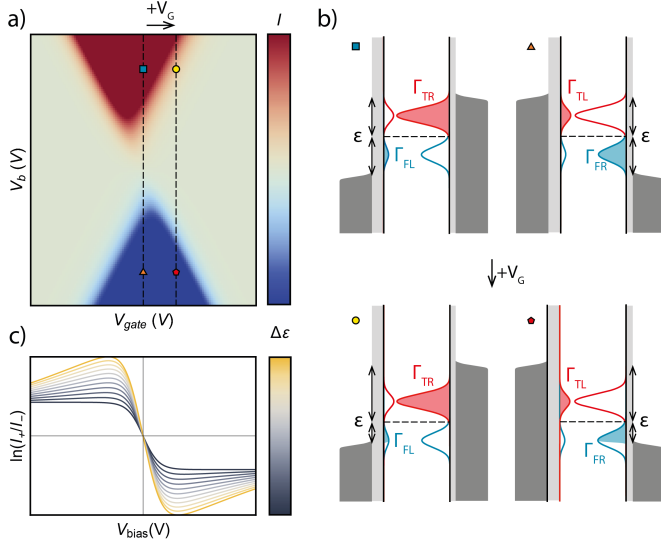 a)
+V_G
I
V_b (V)
V_gate (V)
b)
Γ_TR
ε
Γ_FL
Γ_TL
ε
Γ_FR
+V_G
Γ_TR
ε
Γ_FL
Γ_TL
ε
Γ_FR
c)
Δε
ln(I_+/I_-)
V_bias(V)